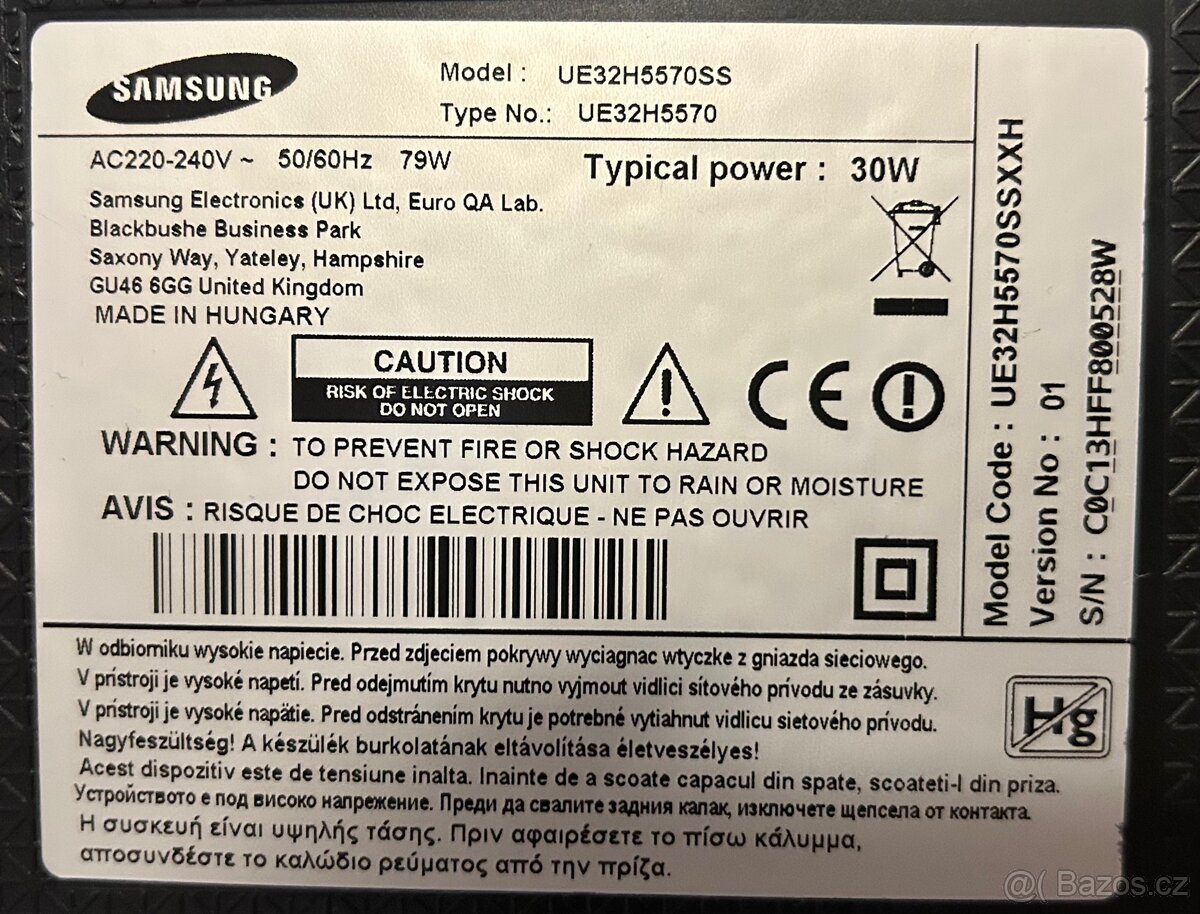 SAMSUNG
Model : UE32H5570SS
Type No.: UE32H5570
AC220-240V ~ 50/60Hz 79W
Typical power : 30W
Samsung Electronics (UK) Ltd, Euro QA Lab.
Blackbushe Business Park
Saxony Way, Yateley, Hampshire
GU46 6GG United Kingdom
MADE IN HUNGARY
CAUTION
RISK OF ELECTRIC SHOCK
DO NOT OPEN
CE
WARNING : TO PREVENT FIRE OR SHOCK HAZARD
DO NOT EXPOSE THIS UNIT TO RAIN OR MOISTURE
AVIS : RISQUE DE CHOC ELECTRIQUE - NE PAS OUVRIR
Model Code : UE32H5570SSXXH
Version No : 01
S/N : C0C13HFF800528W
W odbiorniku wysokie napiecie. Przed zdjeciem pokrywy wyciagnac wtyczke z gniazda sieciowego.
V prístroji je vysoké napetí. Pred odejmutím krytu nutno vyjmout vidlici sítového prívodu ze zásuvky.
V prístroji je vysoké napätie. Pred odstránením krytu je potrebné vytiahnut vidlicu sietového prívodu.
Nagyfeszültség! A készülék burkolatának eltávolítása életveszélyes!
Acest dispozitiv este de tensiune inalta. Inainte de a scoate capacul din spate, scoateti-l din priza.
Устройството е под високо напрежение. Преди да свалите задния капак, изключете щепсела от контакта.
Η συσκευή είναι υψηλής τάσης. Πριν αφαιρέσετε το πίσω κάλυμμα,
αποσυνδέστε το καλώδιο ρεύματος από την πρίζα.
Hg
@( Bazos.cz